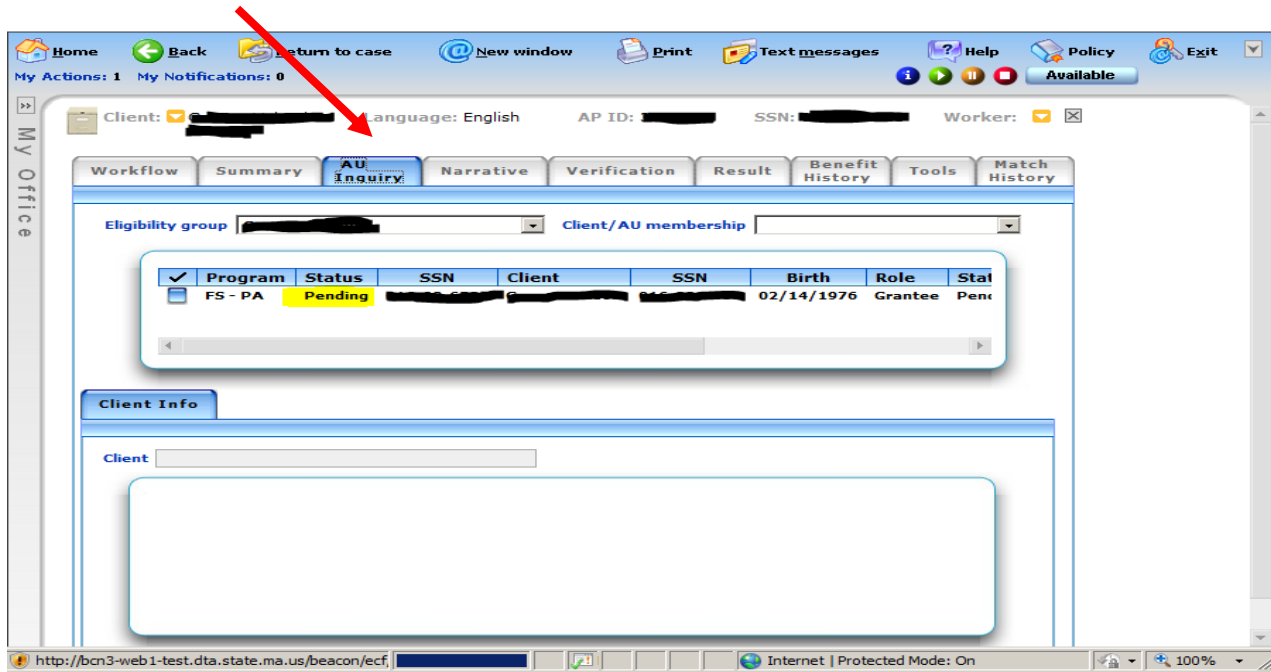 Home Back Return to case New window Print Text messages Help Policy Exit
My Actions: 1 My Notifications: 0 Available
My Office
Client: Language: English AP ID: SSN: Worker:
Workflow Summary AU Inquiry Narrative Verification Result Benefit History Tools Match History
Eligibility group Client/AU membership
Program Status SSN Client SSN Birth Role Stat
FS - PA Pending 02/14/1976 Grantee Pend
Client Info
Client
http://bcn3-web1-test.dta.state.ma.us/beacon/ecf Internet | Protected Mode: On 100%